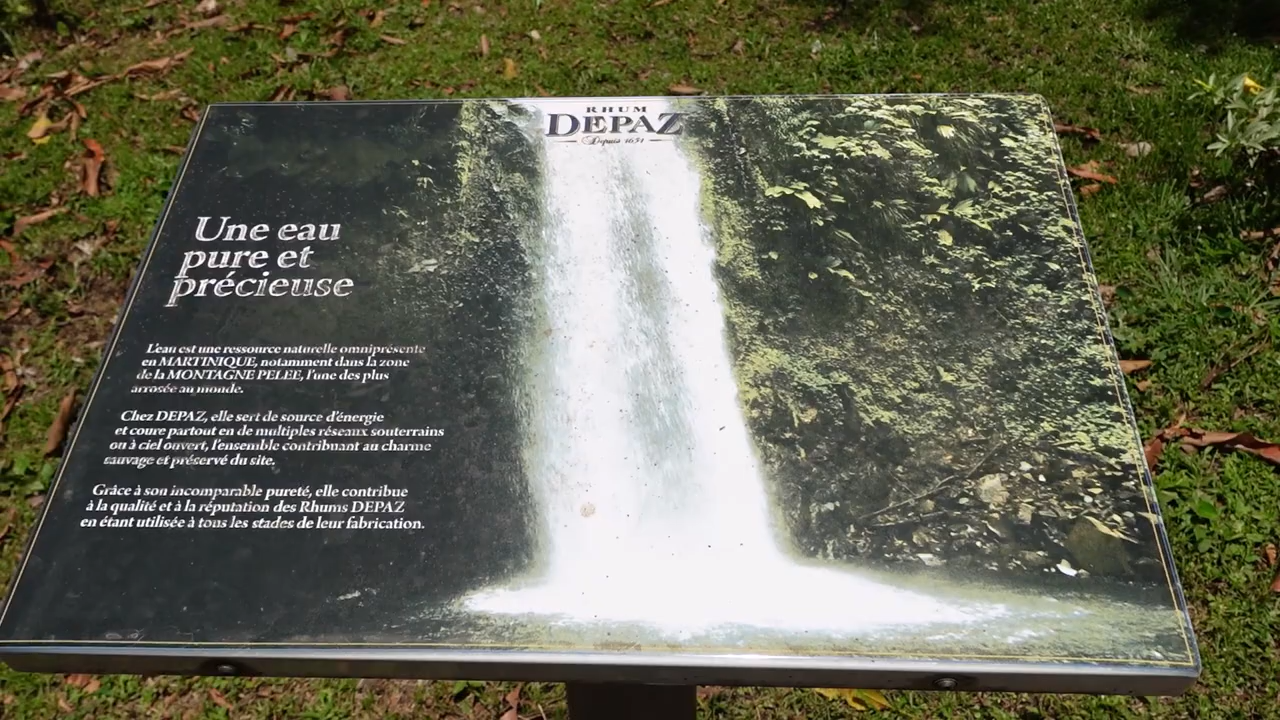 RHUM
DEPAZ
Depuis 1651
Une eau
pure et
précieuse
L'eau est une ressource naturelle omniprésente
en MARTINIQUE, notamment dans la zone
de la MONTAGNE PELEE, l'une des plus
arrosée au monde.
Chez DEPAZ, elle sert de source d'énergie
et coure partout en de multiples réseaux souterrains
ou à ciel ouvert, l'ensemble contribuant au charme
sauvage et préservé du site.
Grâce à son incomparable pureté, elle contribue
à la qualité et à la réputation des Rhums DEPAZ
en étant utilisée à tous les stades de leur fabrication.